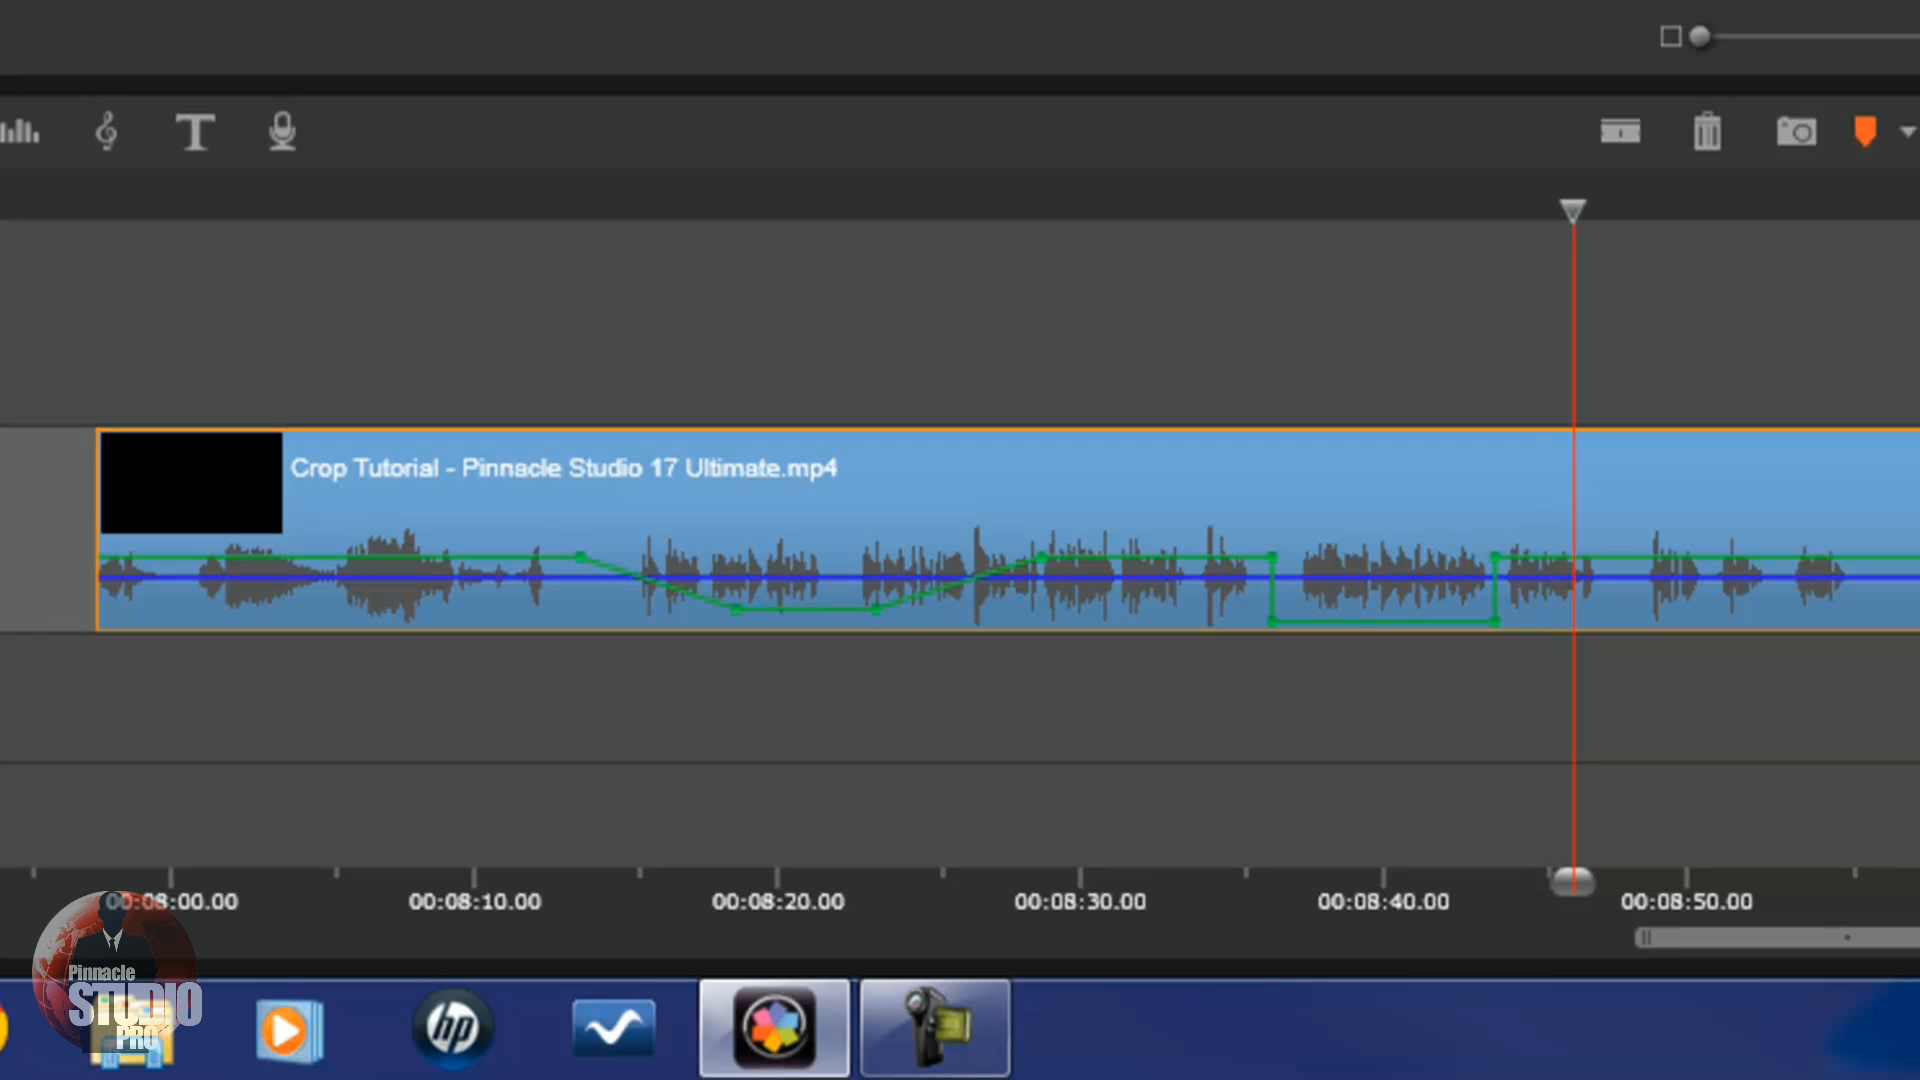 T
Crop Tutorial - Pinnacle Studio 17 Ultimate.mp4
00:08:00.00 00:08:10.00 00:08:20.00 00:08:30.00 00:08:40.00 00:08:50.00
Pinnacle
STUDIO
PRO
hp